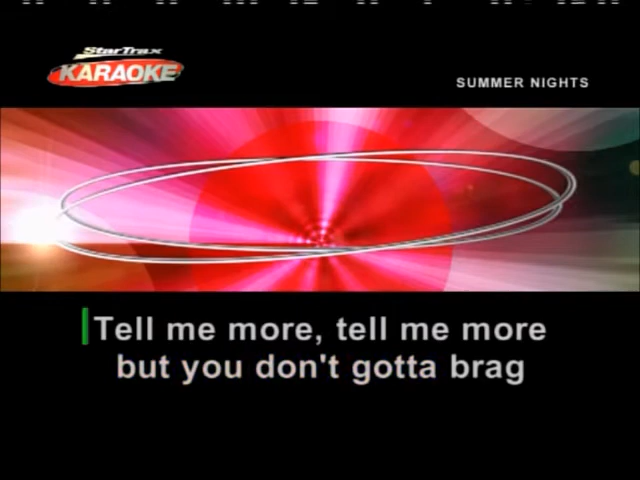 StarTrax
KARAOKE
SUMMER NIGHTS
Tell me more, tell me more
but you don't gotta brag